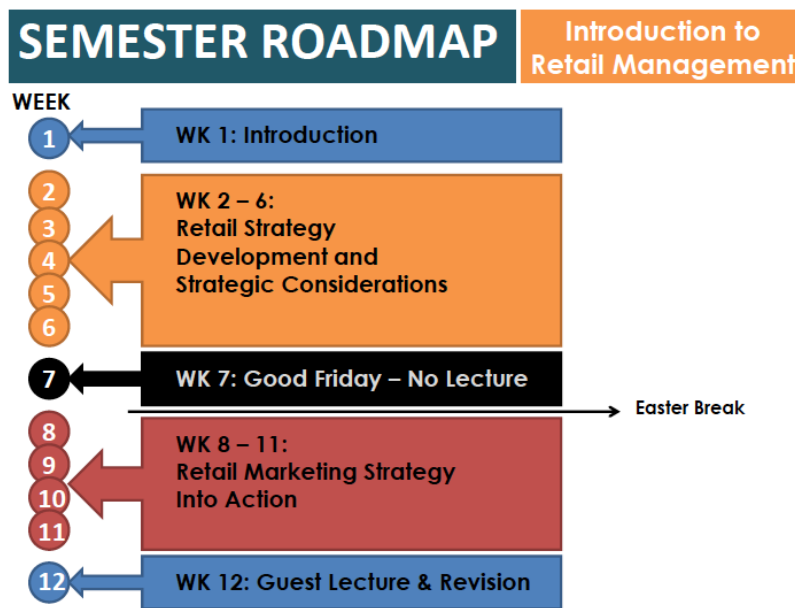 SEMESTER ROADMAP
Introduction to
Retail Management
WEEK
1
WK 1: Introduction
2
3
4
5
6
WK 2 – 6:
Retail Strategy
Development and
Strategic Considerations
7
WK 7: Good Friday – No Lecture
Easter Break
8
9
10
11
WK 8 – 11:
Retail Marketing Strategy
Into Action
12
WK 12: Guest Lecture & Revision